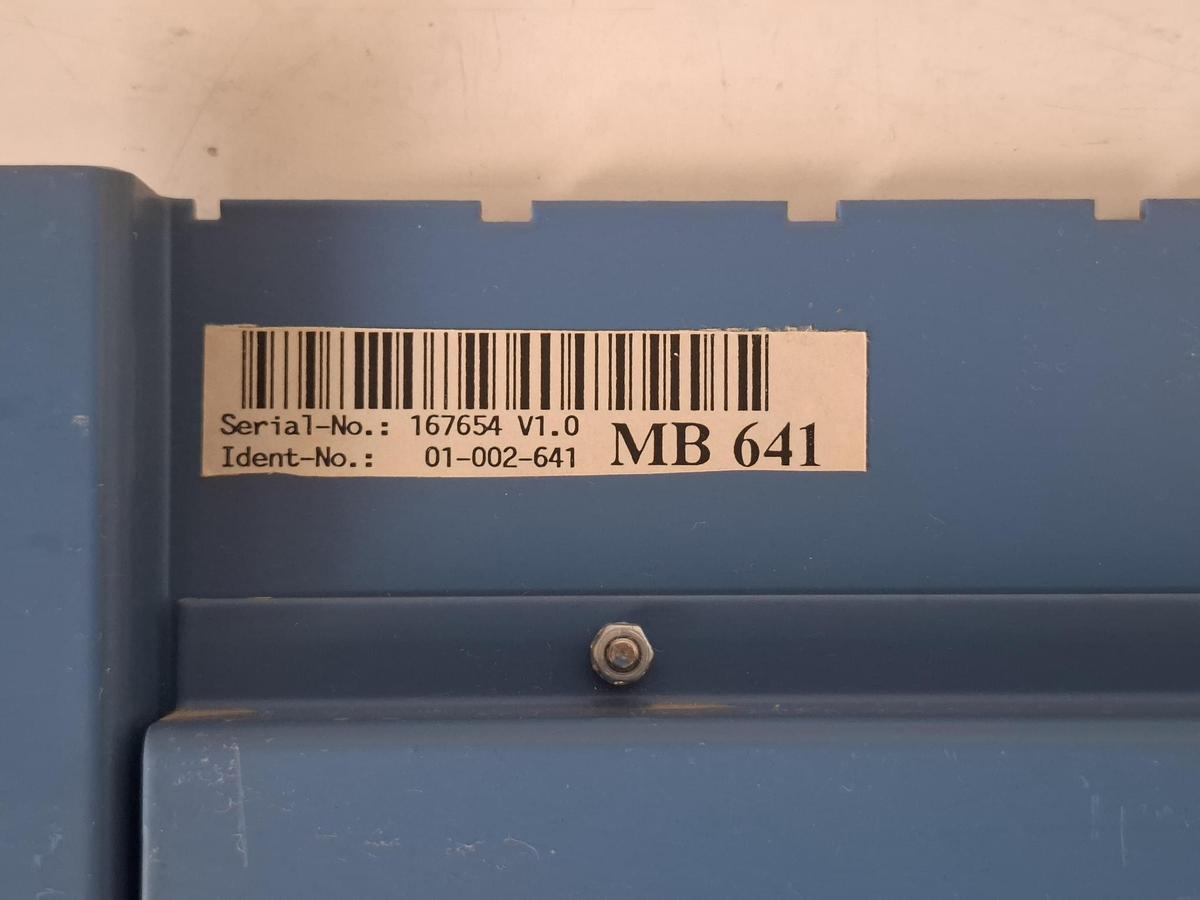 Serial-No.: 167654 V1.0
Ident-No.: 01-002-641
MB 641